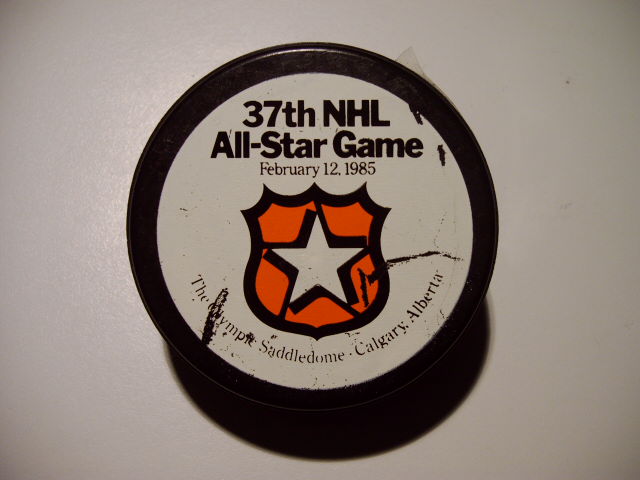 37th NHL
All-Star Game
February 12, 1985
The Saddledome · Calgary, Alberta